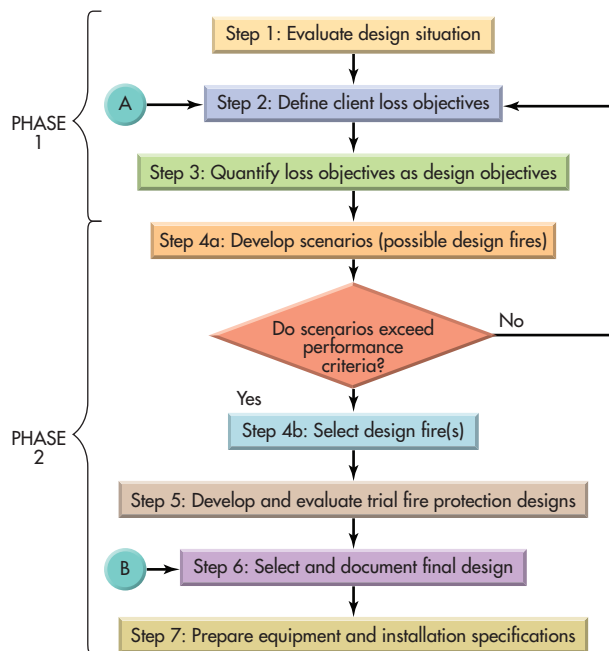 Step 1: Evaluate design situation
A
Step 2: Define client loss objectives
PHASE
1
Step 3: Quantify loss objectives as design objectives
Step 4a: Develop scenarios (possible design fires)
Do scenarios exceed
performance
criteria?
No
Yes
Step 4b: Select design fire(s)
PHASE
2
Step 5: Develop and evaluate trial fire protection designs
B
Step 6: Select and document final design
Step 7: Prepare equipment and installation specifications